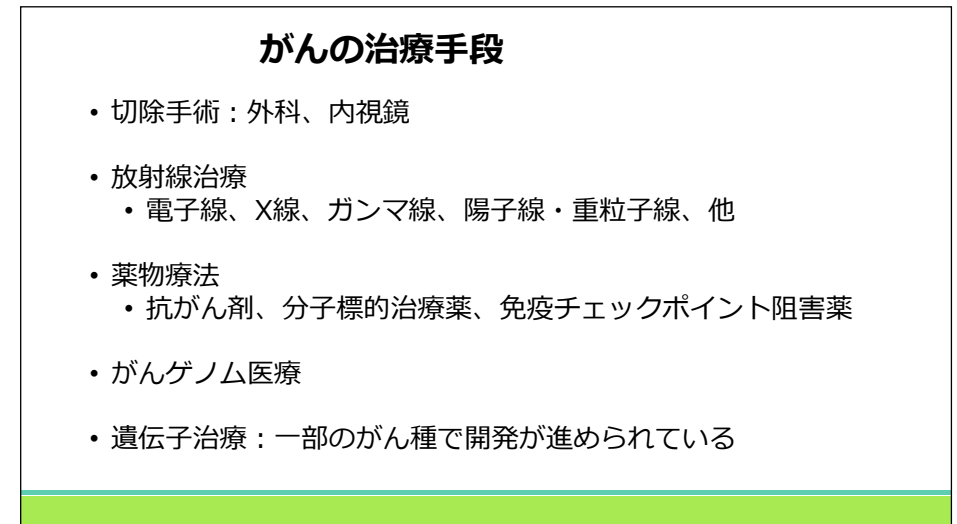 がんの治療手段
• 切除手術：外科、内視鏡
• 放射線治療
• 電子線、X線、ガンマ線、陽子線・重粒子線、他
• 薬物療法
• 抗がん剤、分子標的治療薬、免疫チェックポイント阻害薬
• がんゲノム医療
• 遺伝子治療：一部のがん種で開発が進められている